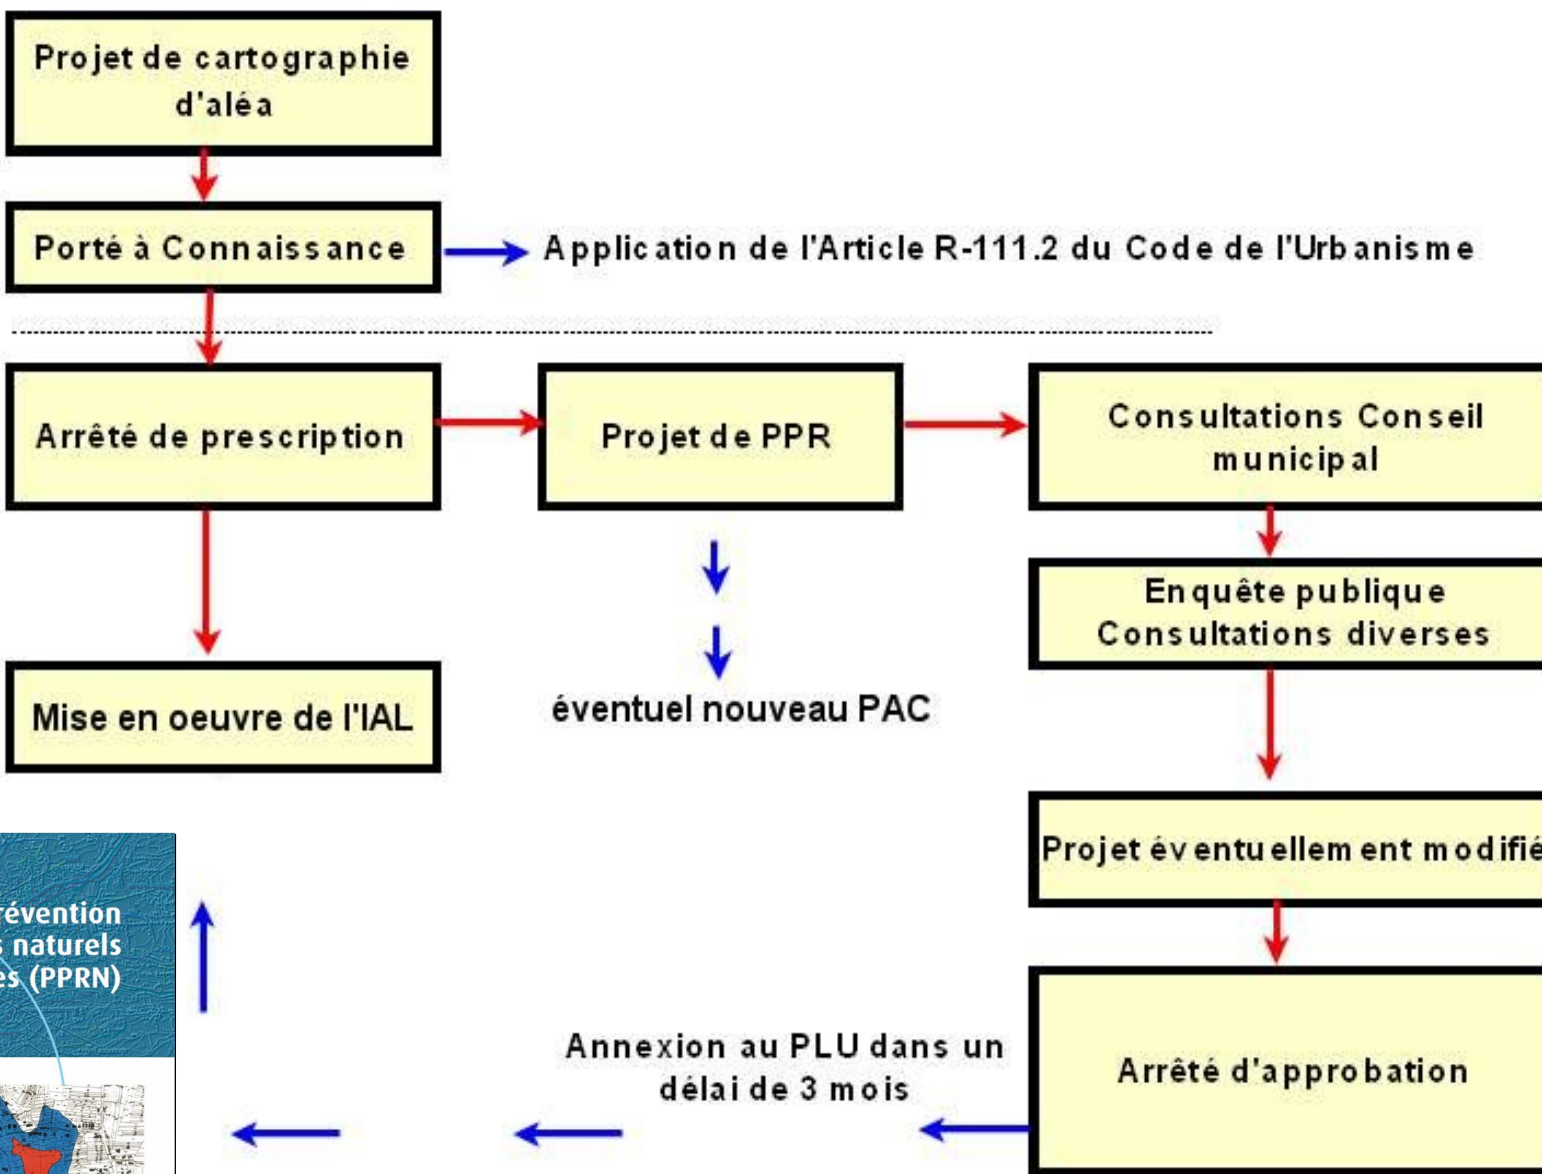 Projet de cartographie
d'aléa
Porté à Connaissance
Application de l'Article R-111.2 du Code de l'Urbanisme
Arrêté de prescription
Projet de PPR
Consultations Conseil
municipal
Enquête publique
Consultations diverses
Mise en oeuvre de l'IAL
éventuel nouveau PAC
Projet éventuellement modifié
révention
s naturels
es (PPRN)
Annexion au PLU dans un
délai de 3 mois
Arrêté d'approbation